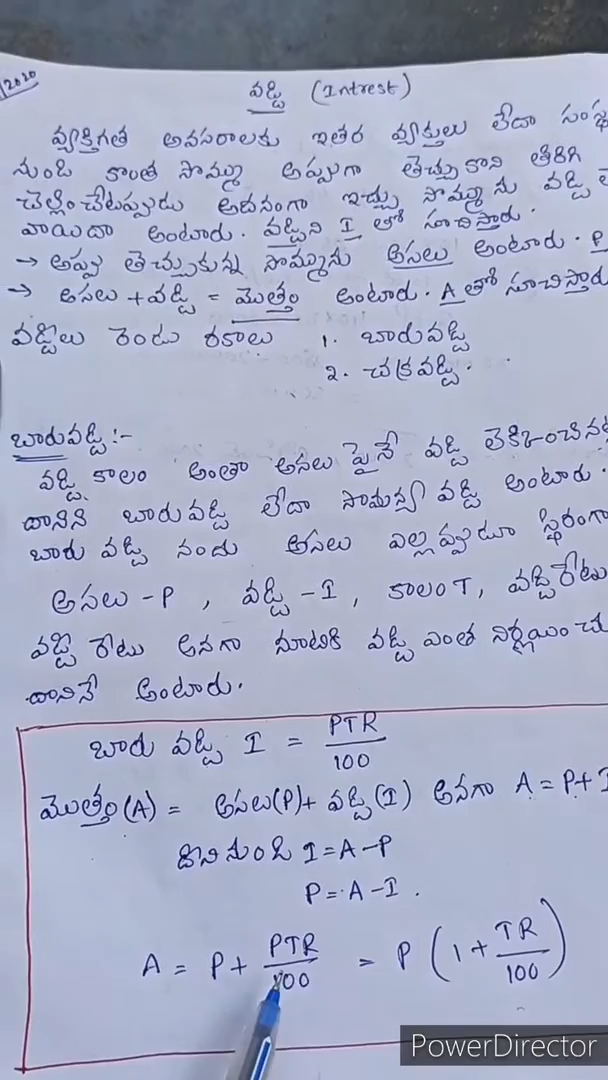 /2020
వడ్డి (Intrest)
వ్యక్తిగత అవసరాలకు ఇతర వ్యక్తులు లేదా
నుండి కొంత సొమ్ము అప్పుగా తెచ్చుకొని తిరిగి
చెల్లించేటప్పుడు అదనంగా ఇచ్చు సొమ్మును వడ్డి
వాయిదా అంటారు. వడ్డిని I తో సూచిస్తారు.
→ అప్పు తెచ్చుకున్న సొమ్మును అసలు అంటారు. P
→ అసలు + వడ్డి = మొత్తం అంటారు. A తో సూచిస్తారు
వడ్డీలు రెండు రకాలు 1. బారువడ్డి
2. చక్రవడ్డి.
బారువడ్డి :-
వడ్డి కాలం అంతా అసలు పైనే వడ్డి
దానిని బారువడ్డి లేదా వడ్డి అంటారు.
బారు వడ్డి నందు అసలు ఎల్లప్పుడూ స్థిరంగా
అసలు - P , వడ్డి - I , కాలం T, వడ్డిరేటు
వడ్డి రేటు అనగా నూటికి వడ్డి ఎంత
దానినే అంటారు.
బారు వడ్డి I = PTR/100
మొత్తం (A) = అసలు(P) + వడ్డి (I) అనగా A = P + I
దీని నుండి I = A - P
P = A - I .
A = P + PTR/100 = P (1 + TR/100)
PowerDirector